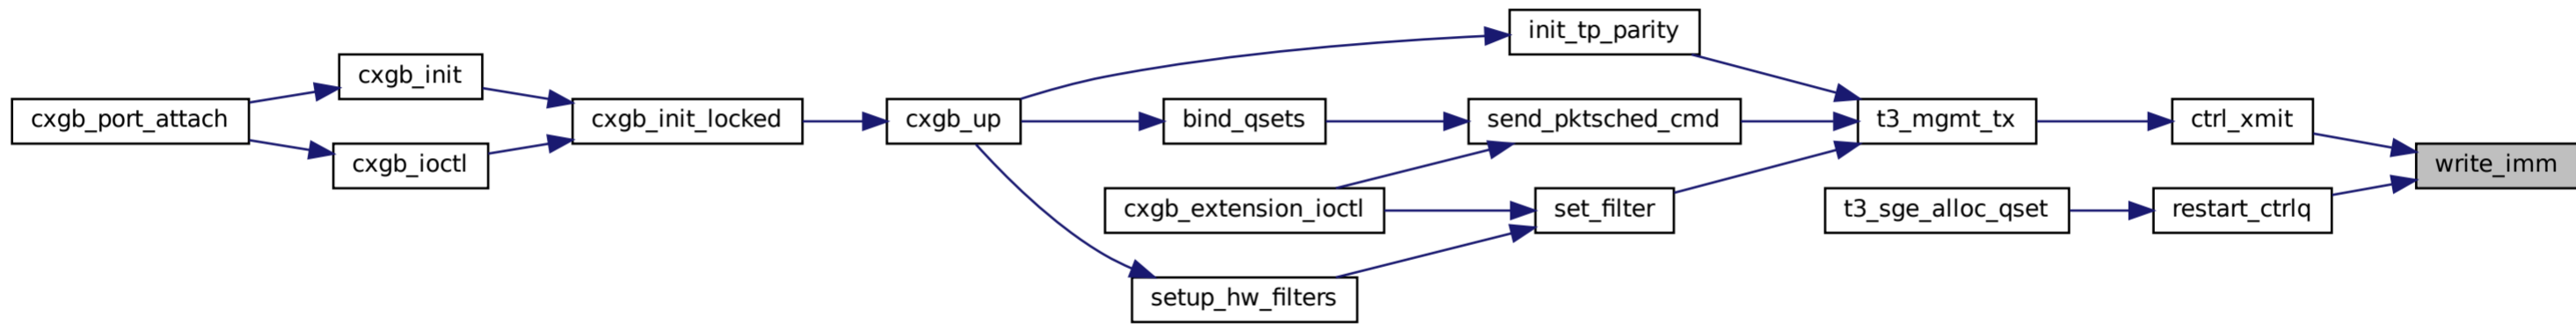 init_tp_parity
cxgb_init
cxgb_port_attach
cxgb_init_locked
cxgb_up
bind_qsets
send_pktsched_cmd
t3_mgmt_tx
ctrl_xmit
cxgb_ioctl
write_imm
cxgb_extension_ioctl
set_filter
t3_sge_alloc_qset
restart_ctrlq
setup_hw_filters